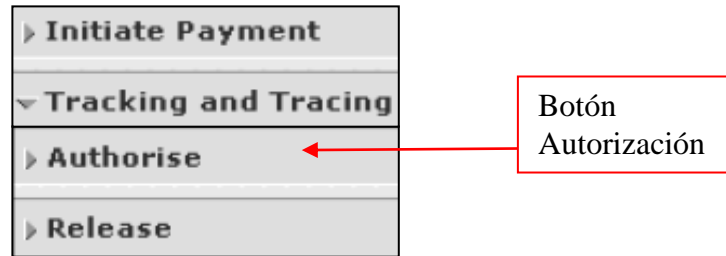 Initiate Payment
Tracking and Tracing
Authorise
Release
Botón
Autorización